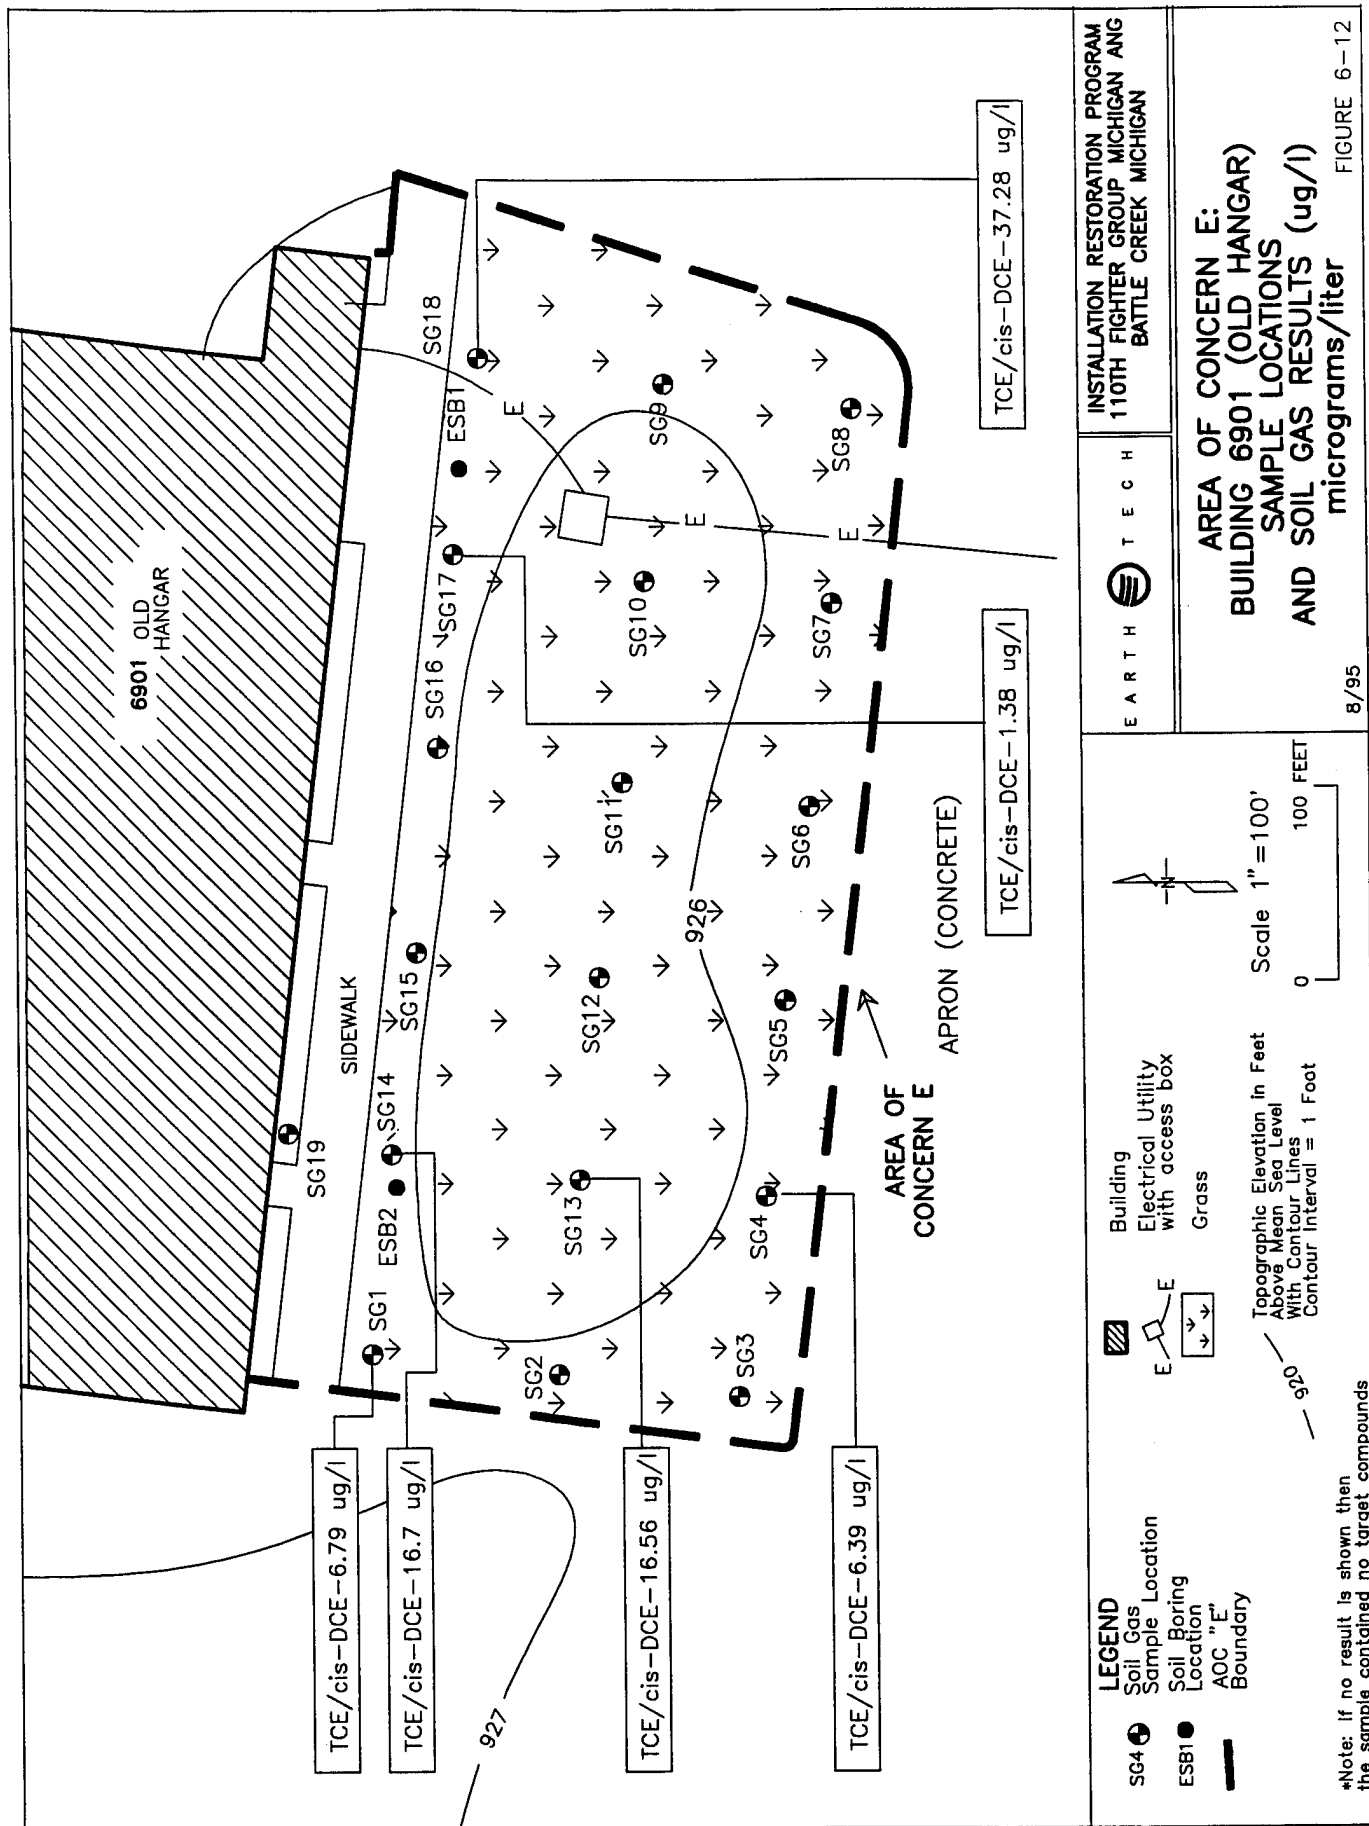 6901 OLD
HANGAR
SIDEWALK
SG19
SG1
ESB2
SG14
SG15
SG16
SG17
ESB1
SG18
SG2
SG13
SG12
SG11
SG10
SG9
SG3
SG4
SG5
SG6
SG7
SG8
E
E
E
926
927
TCE/cis-DCE-6.79 ug/l
TCE/cis-DCE-16.7 ug/l
TCE/cis-DCE-16.56 ug/l
TCE/cis-DCE-6.39 ug/l
TCE/cis-DCE-1.38 ug/l
TCE/cis-DCE-37.28 ug/l
AREA OF
CONCERN E
APRON (CONCRETE)
LEGEND
SG4 Soil Gas
Sample Location
ESB1 Soil Boring
Location
AOC "E"
Boundary
Building
E E Electrical Utility
with access box
Grass
920 Topographic Elevation in Feet
Above Mean Sea Level
With Contour Lines
Contour Interval = 1 Foot
*Note: If no result is shown then
the sample contained no target compounds
N
Scale 1"=100'
0 100 FEET
EARTH TECH
INSTALLATION RESTORATION PROGRAM
110TH FIGHTER GROUP MICHIGAN ANG
BATTLE CREEK MICHIGAN
AREA OF CONCERN E:
BUILDING 6901 (OLD HANGAR)
SAMPLE LOCATIONS
AND SOIL GAS RESULTS (ug/l)
micrograms/liter
8/95
FIGURE 6-12